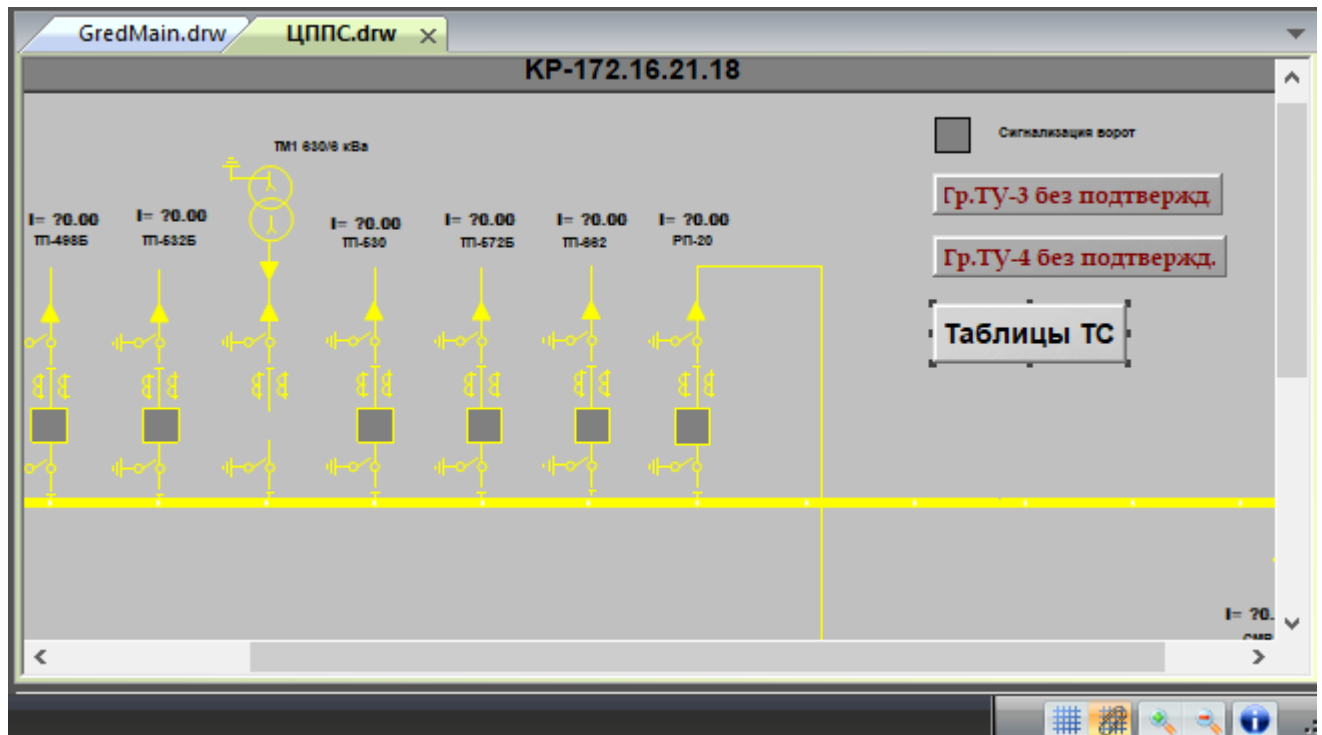 GredMain.drw
ЦППС.drw
КР-172.16.21.18
ТМ1 630/6 кВа
Сигнализация ворот
Гр.ТУ-3 без подтвержд.
I= ?0.00
I= ?0.00
I= ?0.00
I= ?0.00
I= ?0.00
I= ?0.00
ТП-498Б
ТП-532Б
ТП-530
ТП-572Б
ТП-662
РП-20
Гр.ТУ-4 без подтвержд.
Таблицы ТС
I= ?0.